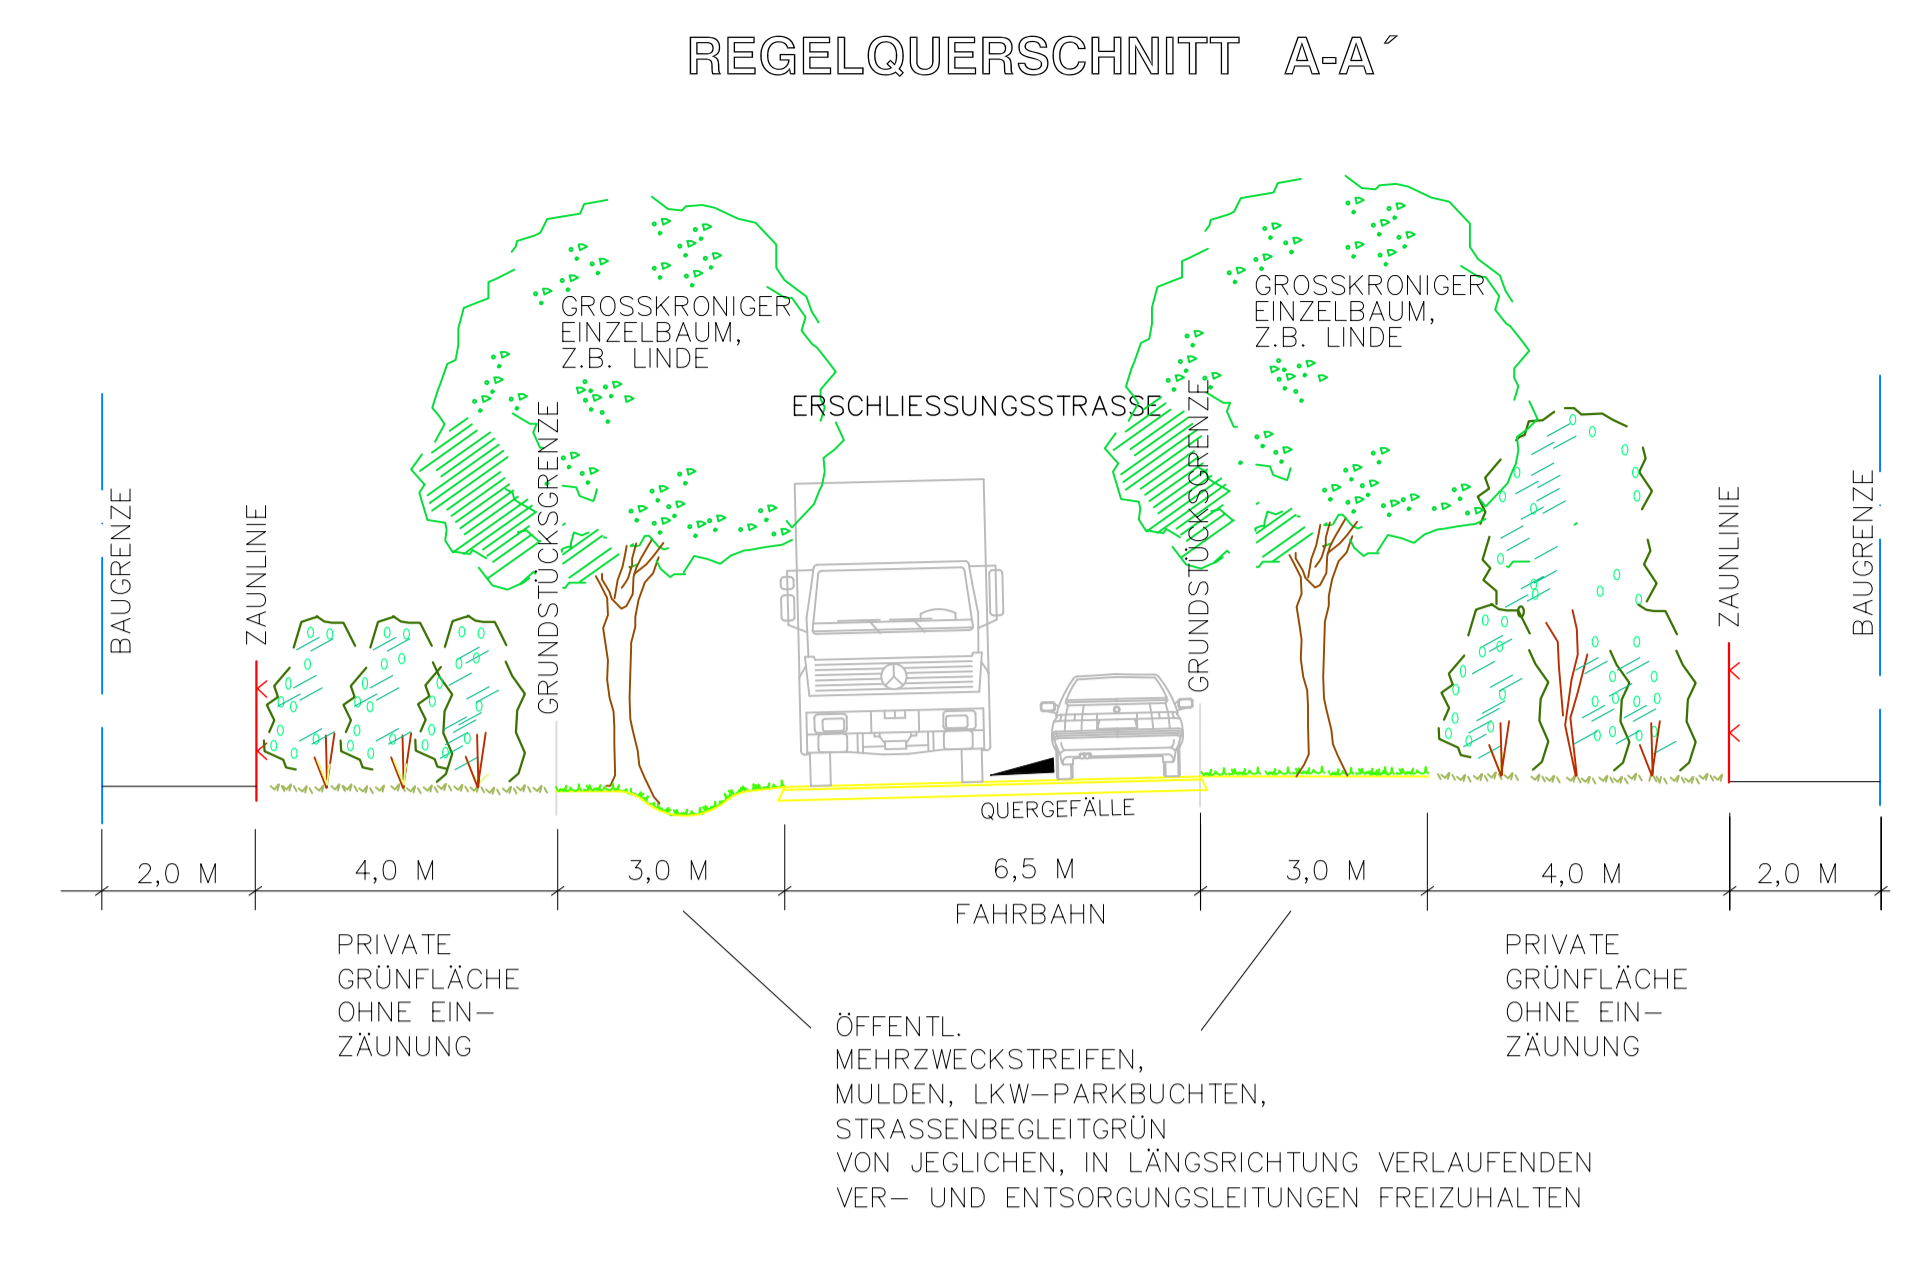 REGELQUERSCHNITT A-A´
GROSSKRONIGER
EINZELBAUM,
Z.B. LINDE
GROSSKRONIGER
EINZELBAUM,
Z.B. LINDE
ERSCHLIESSUNGSSTRASSE
BAUGRENZE
ZAUNLINIE
GRUNDSTÜCKSGRENZE
GRUNDSTÜCKSGRENZE
ZAUNLINIE
BAUGRENZE
QUERGEFÄLLE
2,0 M
4,0 M
3,0 M
6,5 M
3,0 M
4,0 M
2,0 M
FAHRBAHN
PRIVATE
GRÜNFLÄCHE
OHNE EIN-
ZÄUNUNG
PRIVATE
GRÜNFLÄCHE
OHNE EIN-
ZÄUNUNG
ÖFFENTL.
MEHRZWECKSTREIFEN,
MULDEN, LKW-PARKBUCHTEN,
STRASSENBEGLEITGRÜN
VON JEGLICHEN, IN LÄNGSRICHTUNG VERLAUFENDEN
VER- UND ENTSORGUNGSLEITUNGEN FREIZUHALTEN